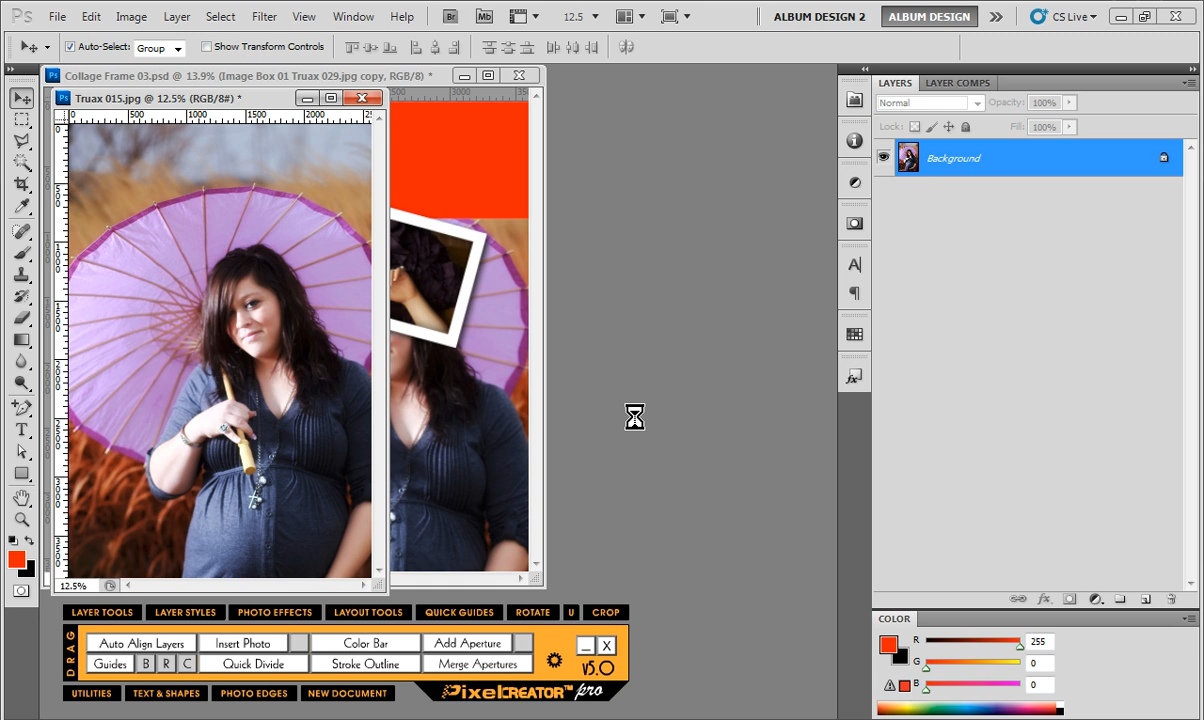 Ps File Edit Image Layer Select Filter View Window Help Br Mb 12.5 ALBUM DESIGN 2 ALBUM DESIGN CS Live
Auto-Select: Group Show Transform Controls
Collage Frame 03.psd @ 13.9% (Image Box 01 Truax 029.jpg copy, RGB/8) *
Truax 015.jpg @ 12.5% (RGB/8#) *
LAYERS LAYER COMPS
Normal Opacity: 100%
Lock: Fill: 100%
Background
0 500 1000 1500 2000
3000
12.5%
COLOR
R 255
G 0
B 0
LAYER TOOLS LAYER STYLES PHOTO EFFECTS LAYOUT TOOLS QUICK GUIDES ROTATE U CROP
DRAG
Auto Align Layers Insert Photo Color Bar Add Aperture _ X
Guides B R C Quick Divide Stroke Outline Merge Apertures v5.0
UTILITIES TEXT & SHAPES PHOTO EDGES NEW DOCUMENT PixelCREATOR™ pro